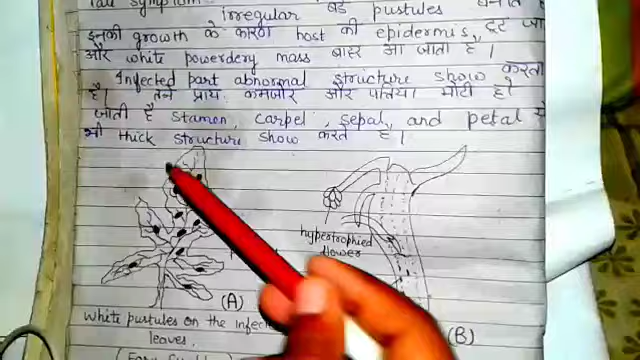 irregular बड़े pustules बनाते
इनकी growth के कारण host की epidermis, टूट जा
और white powerdery mass बाहर आ जाता है।
Infected part abnormal structure show करता
है। तने प्रायः कमजोर और पत्तियां मोटी हो
जाती है stamen, carpel, sepal, and petal
भी thick structure show करते है।
hypertrophied
flower
(A)
(B)
white pustules on the infec
leaves.